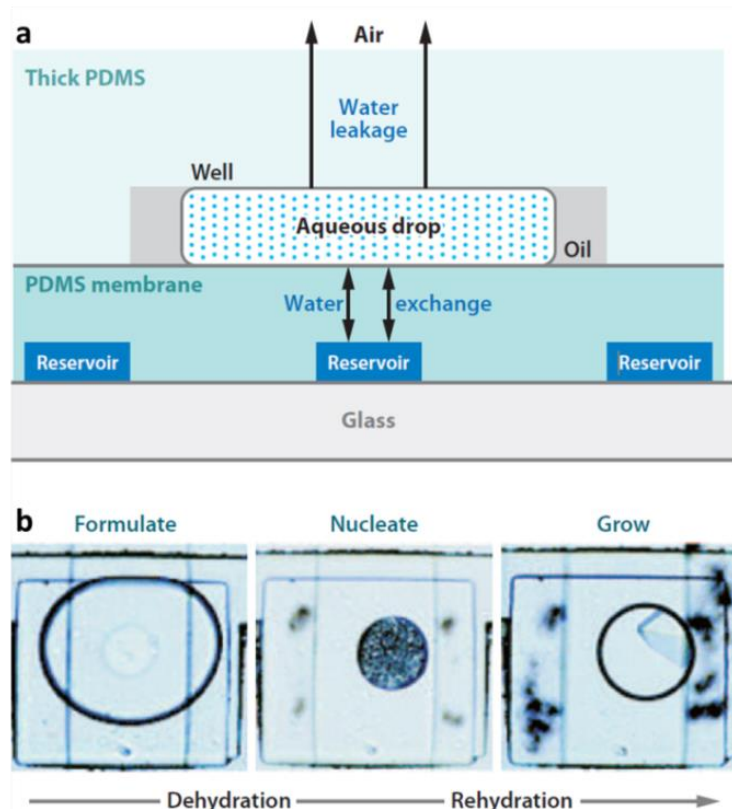 a
Air
Thick PDMS
Water
leakage
Well
Aqueous drop
Oil
PDMS membrane
Water exchange
Reservoir Reservoir Reservoir
Glass
b
Formulate Nucleate Grow
Dehydration Rehydration